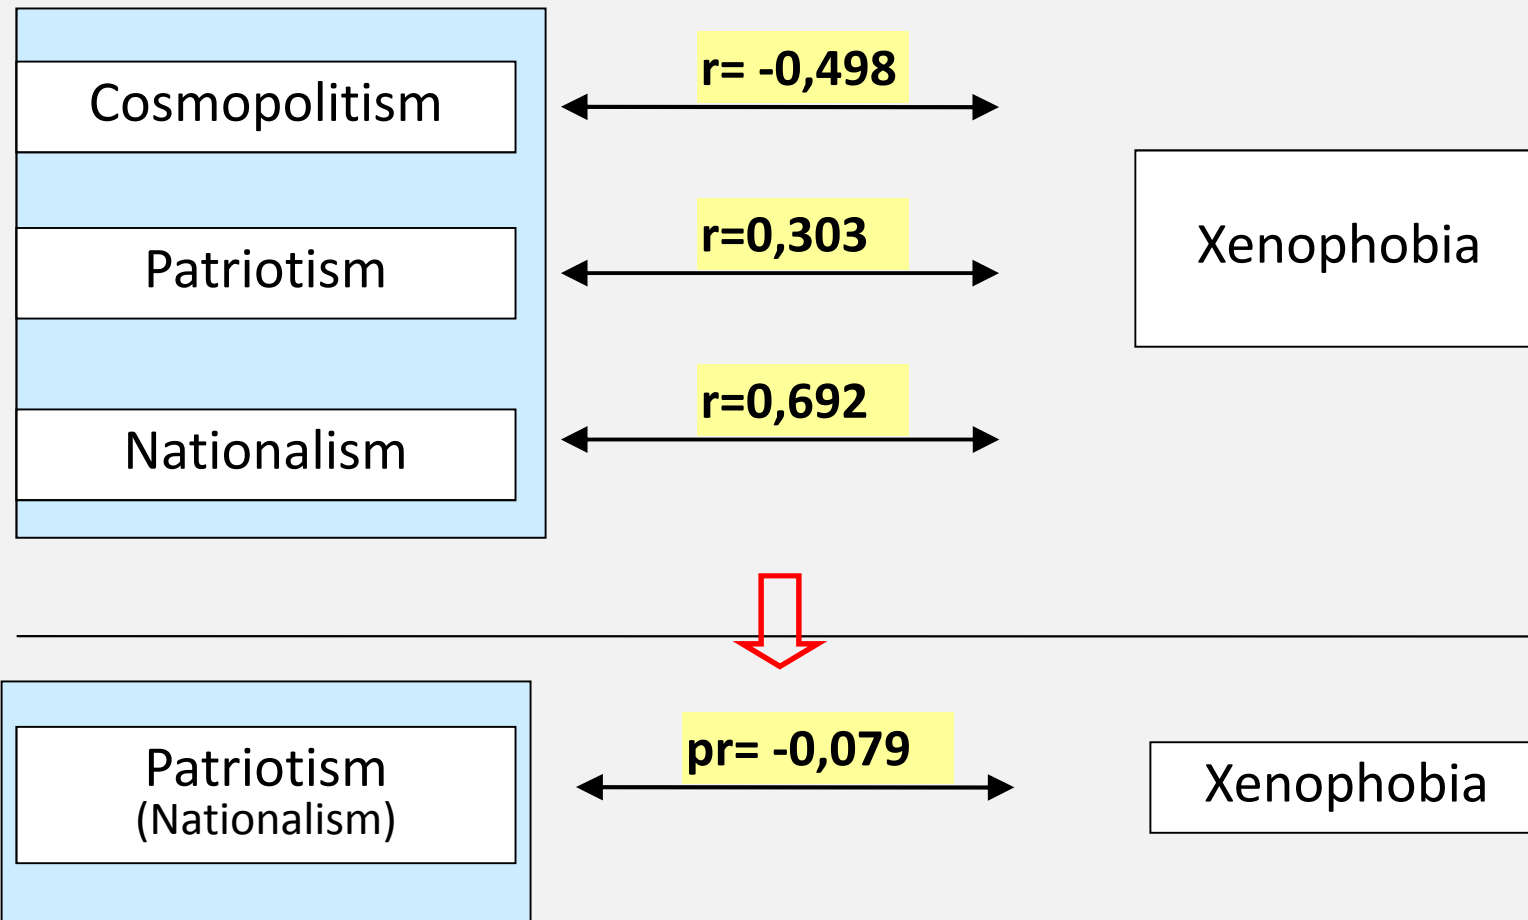 Cosmopolitism
r= -0,498
Patriotism
r=0,303
Xenophobia
Nationalism
r=0,692
Patriotism
(Nationalism)
pr= -0,079
Xenophobia